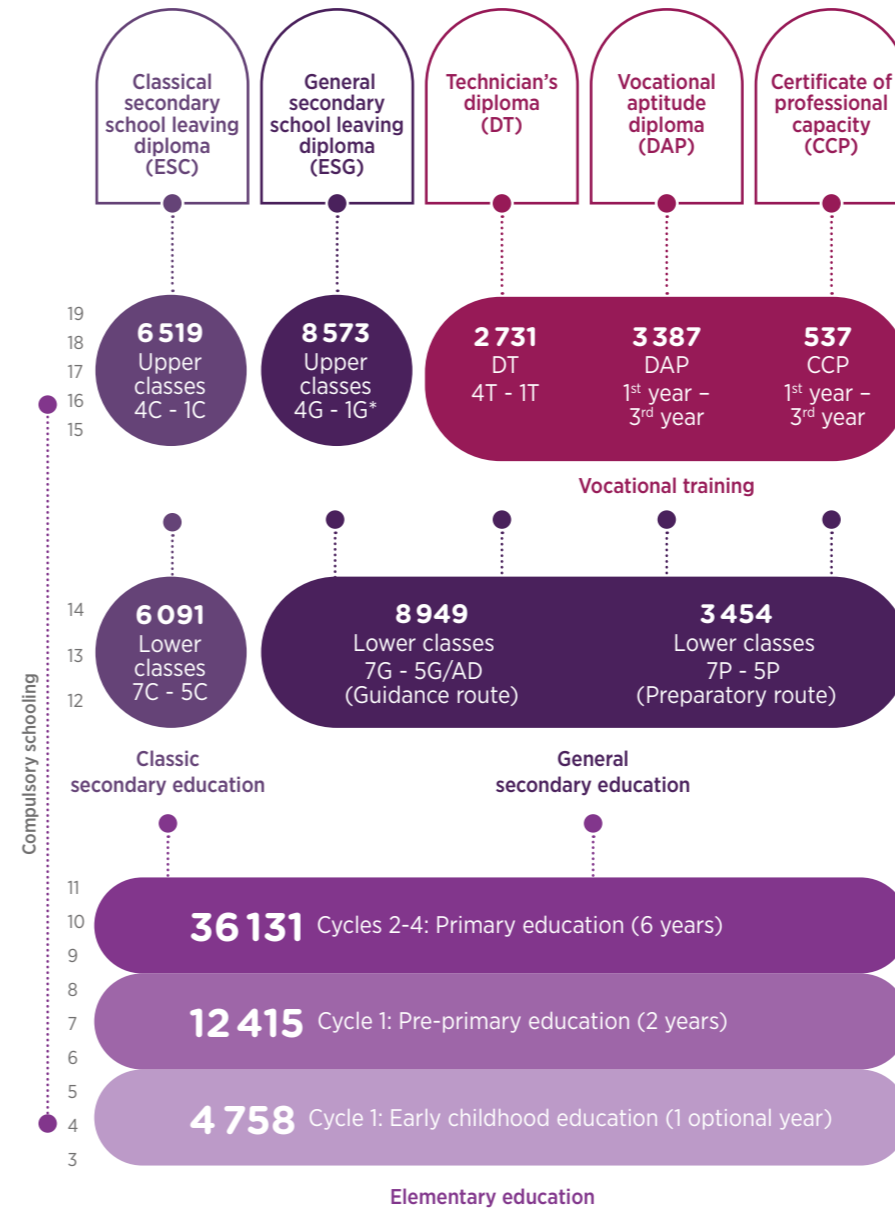 Classical
secondary
school leaving
diploma
(ESC)
General
secondary
school leaving
diploma
(ESG)
Technician's
diploma
(DT)
Vocational
aptitude
diploma
(DAP)
Certificate of
professional
capacity
(CCP)
19
18
17
16
15
6 519
Upper
classes
4C - 1C
8 573
Upper
classes
4G - 1G*
2 731
DT
4T - 1T
3 387
DAP
1st year –
3rd year
537
CCP
1st year –
3rd year
Vocational training
14
13
12
6 091
Lower
classes
7C - 5C
8 949
Lower classes
7G - 5G/AD
(Guidance route)
3 454
Lower classes
7P - 5P
(Preparatory route)
Classic
secondary education
General
secondary education
Compulsory schooling
11
10
9
36 131 Cycles 2-4: Primary education (6 years)
8
7
6
12 415 Cycle 1: Pre-primary education (2 years)
5
4
3
4 758 Cycle 1: Early childhood education (1 optional year)
Elementary education